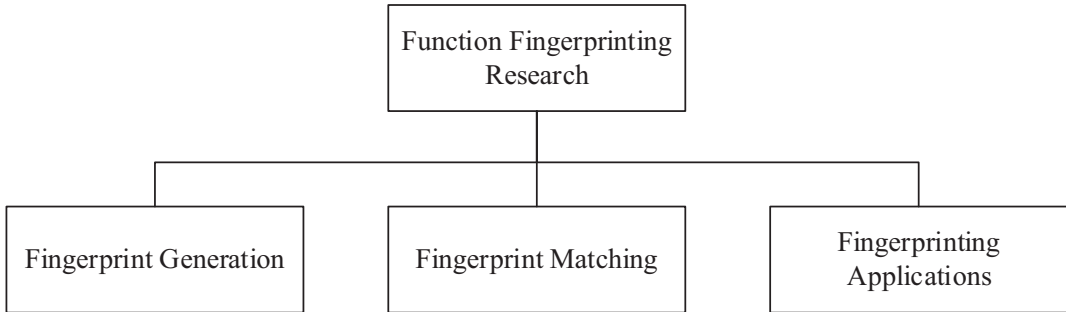 Function Fingerprinting
Research
Fingerprint Generation
Fingerprint Matching
Fingerprinting
Applications